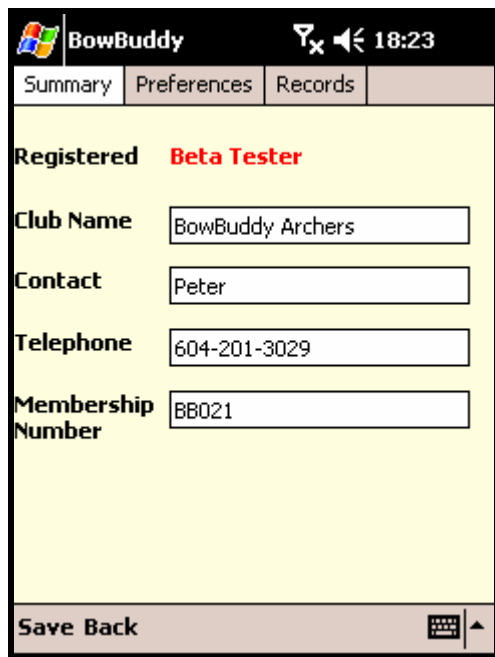 BowBuddy 18:23
Summary Preferences Records
Registered Beta Tester
Club Name BowBuddy Archers
Contact Peter
Telephone 604-201-3029
Membership Number BB021
Save Back